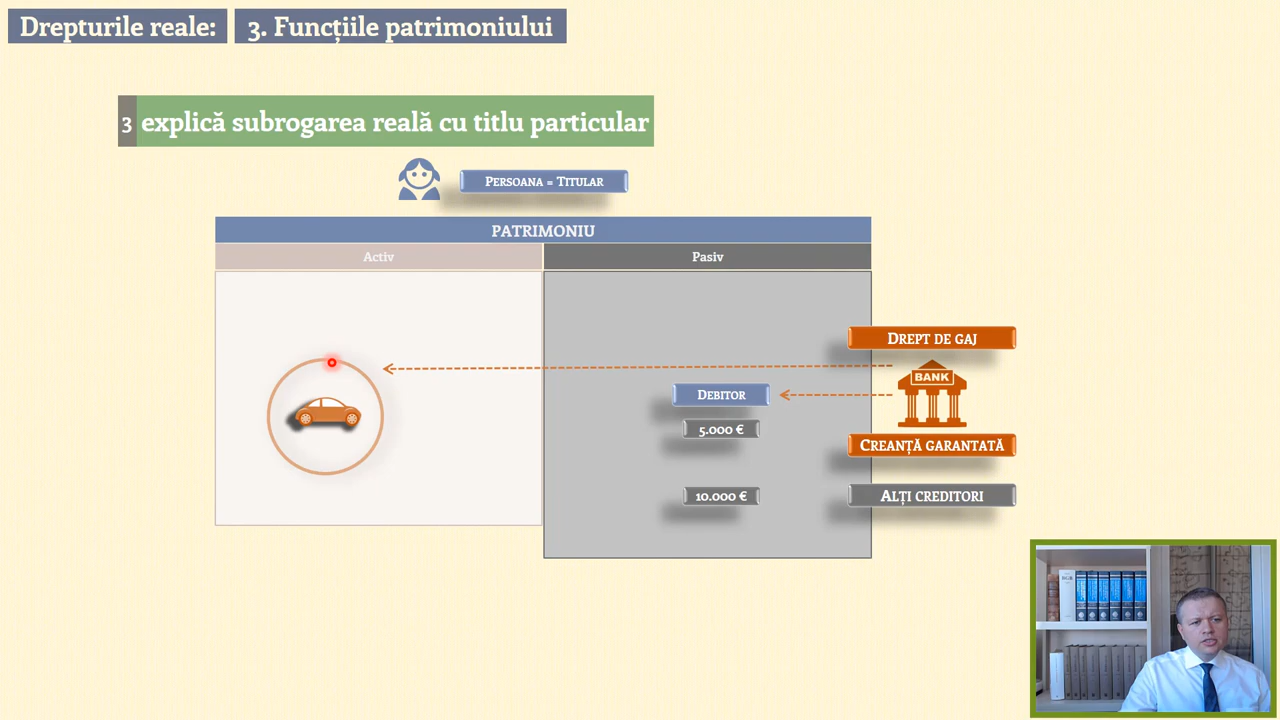 Drepturile reale: 3. Funcțiile patrimoniului
3 explică subrogarea reală cu titlu particular
Persoana = Titular
PATRIMONIU
Activ Pasiv
Drept de gaj
BANK
Debitor
5.000 €
Creanță garantată
10.000 € Alți creditori